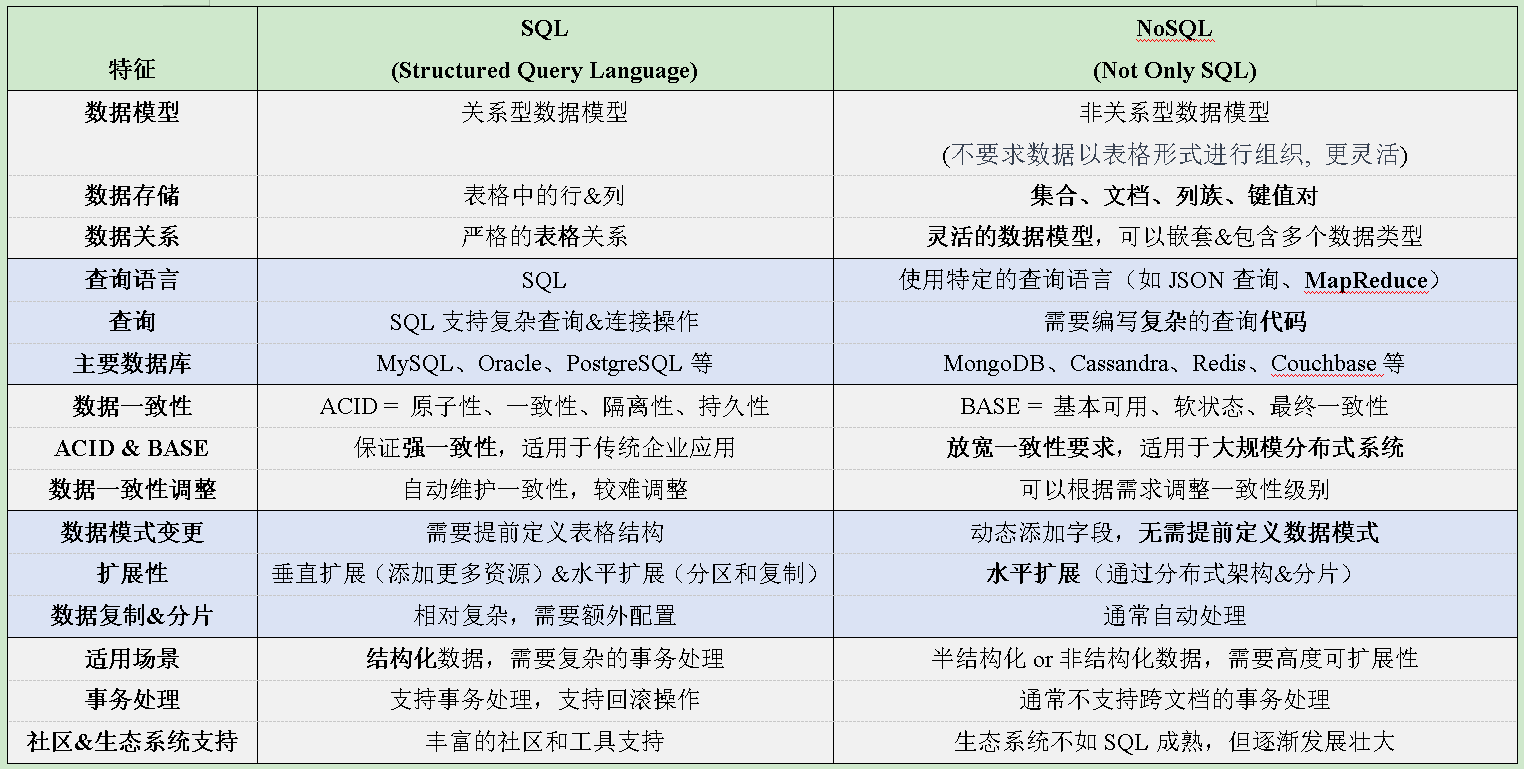 特征 SQL (Structured Query Language) NoSQL (Not Only SQL)
数据模型 关系型数据模型 非关系型数据模型
(不要求数据以表格形式进行组织, 更灵活)
数据存储 表格中的行&列 集合、文档、列族、键值对
数据关系 严格的表格关系 灵活的数据模型，可以嵌套&包含多个数据类型
查询语言 SQL 使用特定的查询语言（如 JSON 查询、MapReduce）
查询 SQL 支持复杂查询&连接操作 需要编写复杂的查询代码
主要数据库 MySQL、Oracle、PostgreSQL 等 MongoDB、Cassandra、Redis、Couchbase 等
数据一致性 ACID = 原子性、一致性、隔离性、持久性 BASE = 基本可用、软状态、最终一致性
ACID & BASE 保证强一致性，适用于传统企业应用 放宽一致性要求，适用于大规模分布式系统
数据一致性调整 自动维护一致性，较难调整 可以根据需求调整一致性级别
数据模式变更 需要提前定义表格结构 动态添加字段，无需提前定义数据模式
扩展性 垂直扩展（添加更多资源）&水平扩展（分区和复制） 水平扩展（通过分布式架构&分片）
数据复制&分片 相对复杂，需要额外配置 通常自动处理
适用场景 结构化数据，需要复杂的事务处理 半结构化 or 非结构化数据，需要高度可扩展性
事务处理 支持事务处理，支持回滚操作 通常不支持跨文档的事务处理
社区&生态系统支持 丰富的社区和工具支持 生态系统不如 SQL 成熟，但逐渐发展壮大